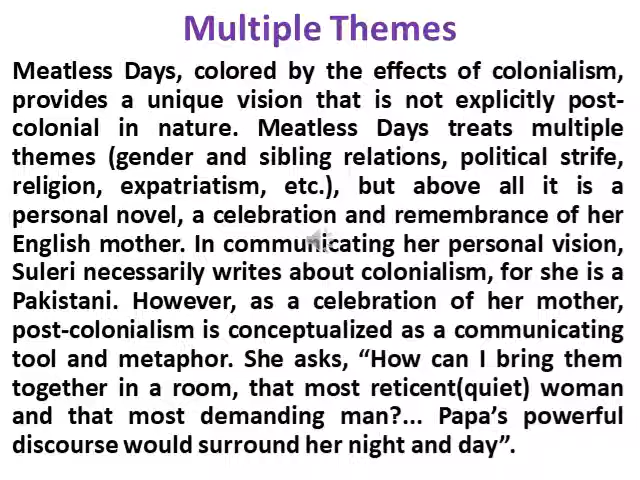 Multiple Themes
Meatless Days, colored by the effects of colonialism,
provides a unique vision that is not explicitly post-
colonial in nature. Meatless Days treats multiple
themes (gender and sibling relations, political strife,
religion, expatriatism, etc.), but above all it is a
personal novel, a celebration and remembrance of her
English mother. In communicating her personal vision,
Suleri necessarily writes about colonialism, for she is a
Pakistani. However, as a celebration of her mother,
post-colonialism is conceptualized as a communicating
tool and metaphor. She asks, “How can I bring them
together in a room, that most reticent(quiet) woman
and that most demanding man?... Papa’s powerful
discourse would surround her night and day”.